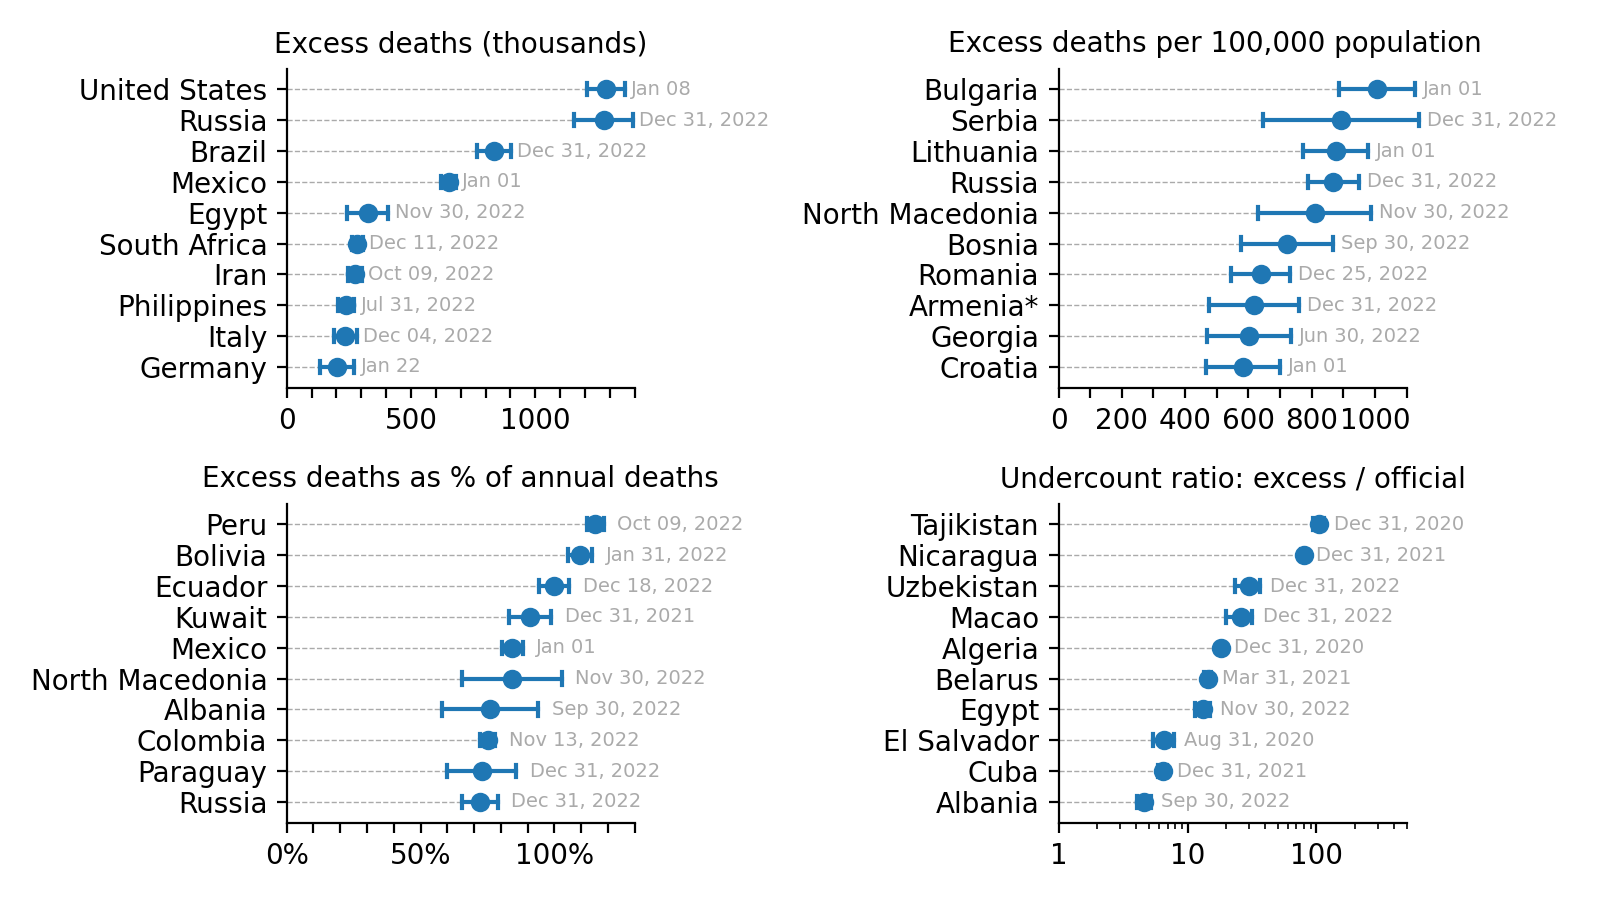 Excess deaths (thousands)
United States Jan 08
Russia Dec 31, 2022
Brazil Dec 31, 2022
Mexico Jan 01
Egypt Nov 30, 2022
South Africa Dec 11, 2022
Iran Oct 09, 2022
Philippines Jul 31, 2022
Italy Dec 04, 2022
Germany Jan 22
0 500 1000
Excess deaths per 100,000 population
Bulgaria Jan 01
Serbia Dec 31, 2022
Lithuania Jan 01
Russia Dec 31, 2022
North Macedonia Nov 30, 2022
Bosnia Sep 30, 2022
Romania Dec 25, 2022
Armenia* Dec 31, 2022
Georgia Jun 30, 2022
Croatia Jan 01
0 200 400 600 800 1000
Excess deaths as % of annual deaths
Peru Oct 09, 2022
Bolivia Jan 31, 2022
Ecuador Dec 18, 2022
Kuwait Dec 31, 2021
Mexico Jan 01
North Macedonia Nov 30, 2022
Albania Sep 30, 2022
Colombia Nov 13, 2022
Paraguay Dec 31, 2022
Russia Dec 31, 2022
0% 50% 100%
Undercount ratio: excess / official
Tajikistan Dec 31, 2020
Nicaragua Dec 31, 2021
Uzbekistan Dec 31, 2022
Macao Dec 31, 2022
Algeria Dec 31, 2020
Belarus Mar 31, 2021
Egypt Nov 30, 2022
El Salvador Aug 31, 2020
Cuba Dec 31, 2021
Albania Sep 30, 2022
1 10 100